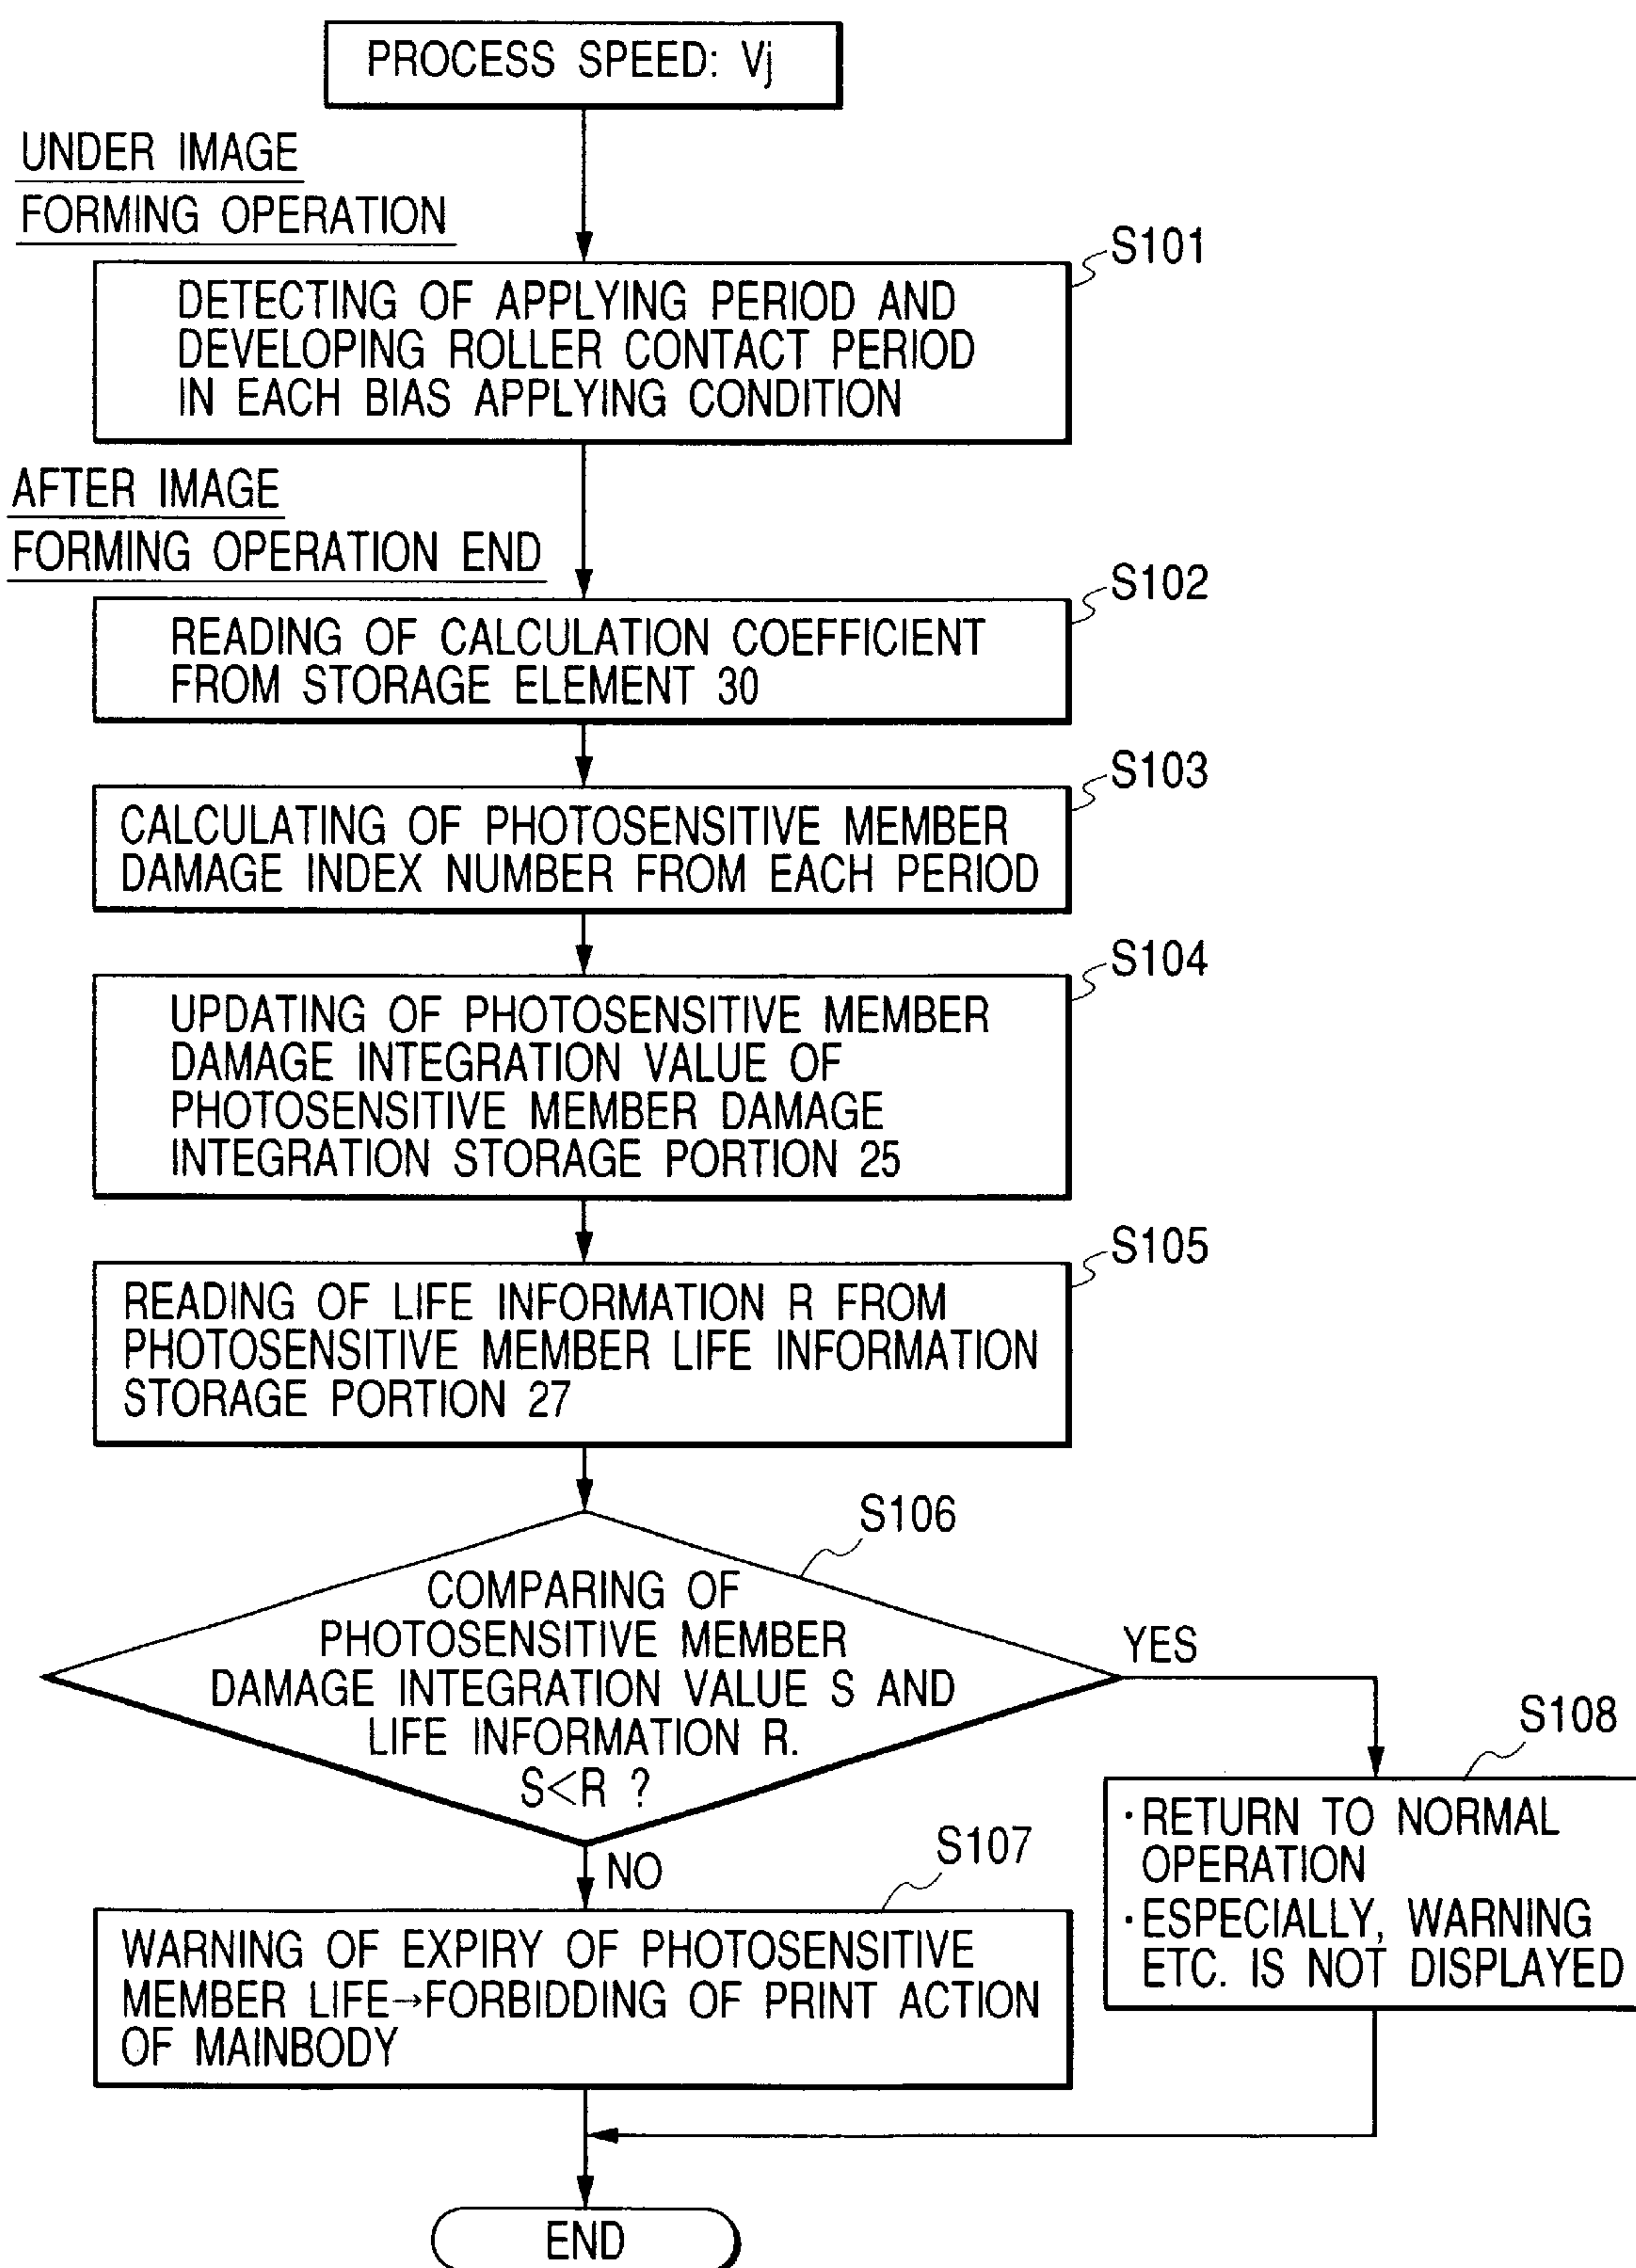 PROCESS SPEED: Vj
UNDER IMAGE
FORMING OPERATION
S101
DETECTING OF APPLYING PERIOD AND
DEVELOPING ROLLER CONTACT PERIOD
IN EACH BIAS APPLYING CONDITION
AFTER IMAGE
FORMING OPERATION END
S102
READING OF CALCULATION COEFFICIENT
FROM STORAGE ELEMENT 30
S103
CALCULATING OF PHOTOSENSITIVE MEMBER
DAMAGE INDEX NUMBER FROM EACH PERIOD
S104
UPDATING OF PHOTOSENSITIVE MEMBER
DAMAGE INTEGRATION VALUE OF
PHOTOSENSITIVE MEMBER DAMAGE
INTEGRATION STORAGE PORTION 25
S105
READING OF LIFE INFORMATION R FROM
PHOTOSENSITIVE MEMBER LIFE INFORMATION
STORAGE PORTION 27
S106
COMPARING OF
PHOTOSENSITIVE MEMBER
DAMAGE INTEGRATION VALUE S AND
LIFE INFORMATION R.
S<R ?
YES
S108
·RETURN TO NORMAL
OPERATION
·ESPECIALLY, WARNING
ETC. IS NOT DISPLAYED
NO
S107
WARNING OF EXPIRY OF PHOTOSENSITIVE
MEMBER LIFE→FORBIDDING OF PRINT ACTION
OF MAINBODY
END